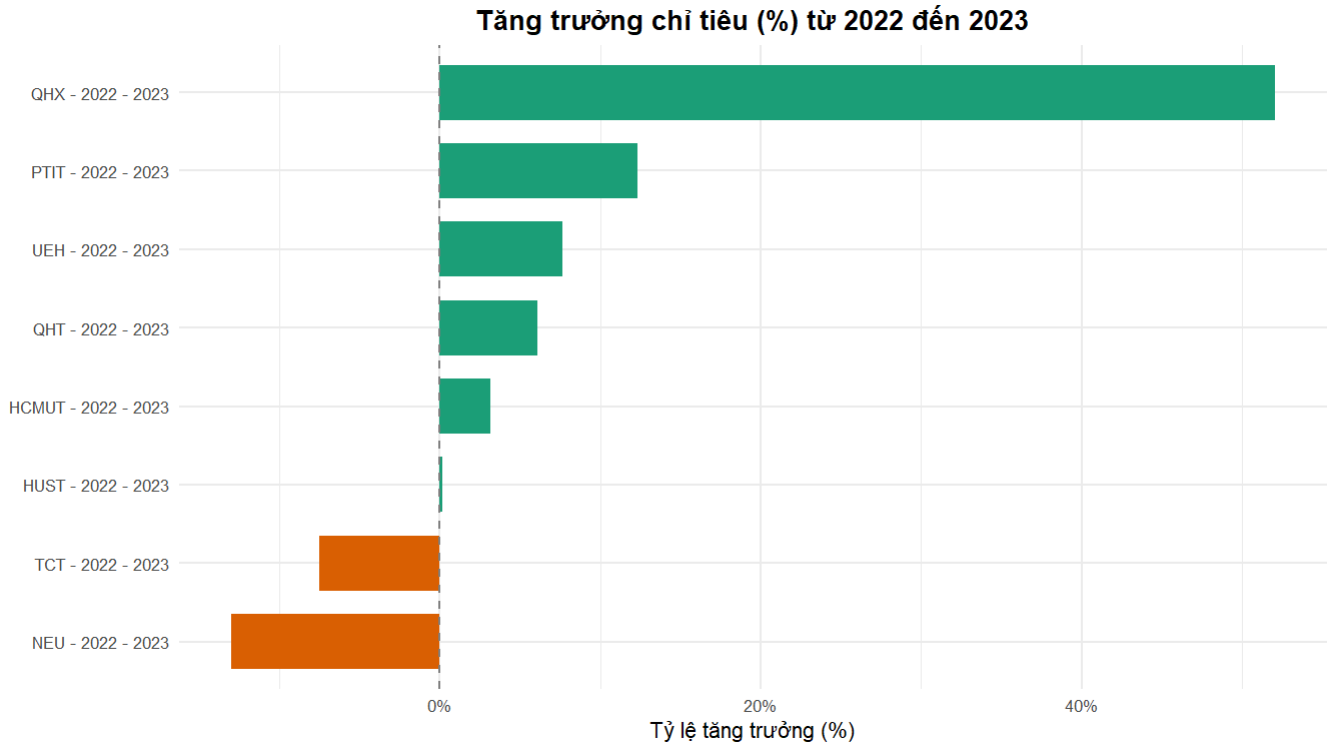 Tăng trưởng chỉ tiêu (%) từ 2022 đến 2023
QHX - 2022 - 2023
PTIT - 2022 - 2023
UEH - 2022 - 2023
QHT - 2022 - 2023
HCMUT - 2022 - 2023
HUST - 2022 - 2023
TCT - 2022 - 2023
NEU - 2022 - 2023
0% 20% 40%
Tỷ lệ tăng trưởng (%)